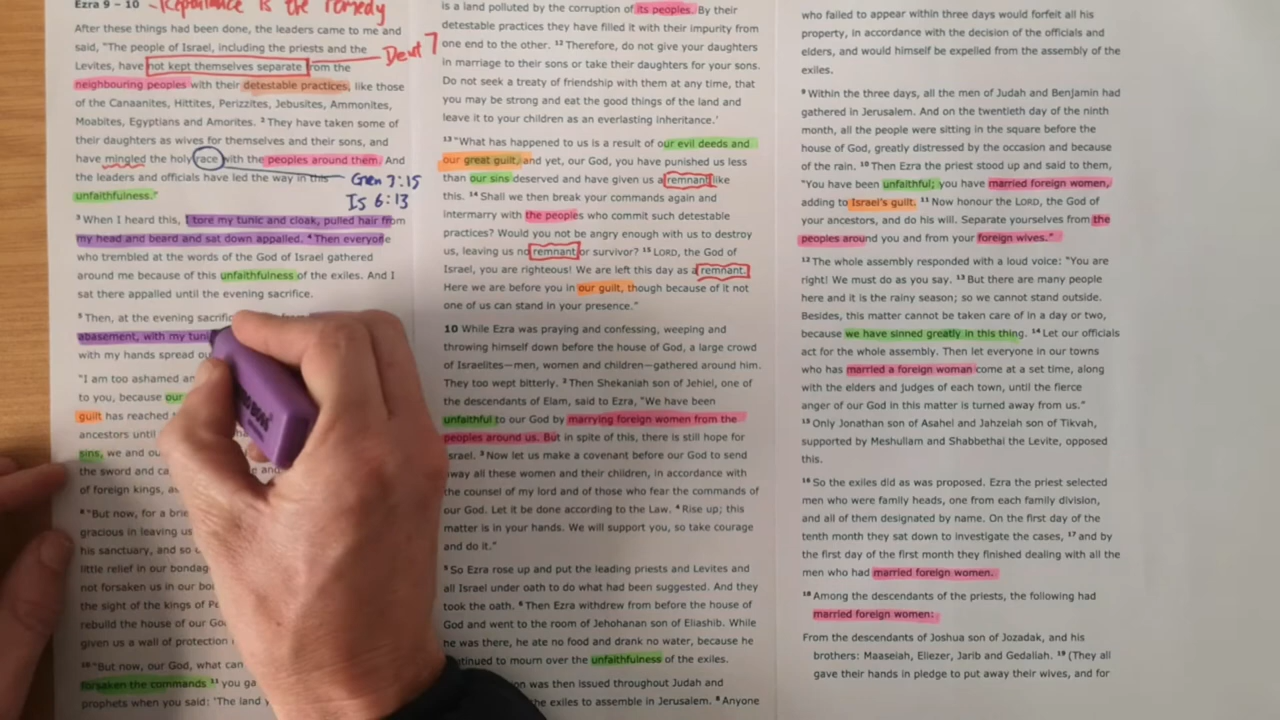 Ezra 9 – 10 - Repentance is the remedy
After these things had been done, the leaders came to me and
said, "The people of Israel, including the priests and the
Levites, have not kept themselves separate from the
Deut 7
neighbouring peoples with their detestable practices, like those
of the Canaanites, Hittites, Perizzites, Jebusites, Ammonites,
Moabites, Egyptians and Amorites. ² They have taken some of
their daughters as wives for themselves and their sons, and
have mingled the holy race with the peoples around them. And
the leaders and officials have led the way in this
unfaithfulness."
Gen 7:15
Is 6:13
³ When I heard this, I tore my tunic and cloak, pulled hair from
my head and beard and sat down appalled. ⁴ Then everyone
who trembled at the words of the God of Israel gathered
around me because of this unfaithfulness of the exiles. And I
sat there appalled until the evening sacrifice.
⁵ Then, at the evening sacrific
abasement, with my tuni
with my hands spread ou
"I am too ashamed an
to you, because our
guilt has reached
ancestors until
sins, we and ou
the sword and ca and
of foreign kings, a
⁸ "But now, for a brie
gracious in leaving us
his sanctuary, and so
little relief in our bondag
not forsaken us in our bo
the sight of the kings of Pe
rebuild the house of our Go
given us a wall of protection
¹⁰ "But now, our God, what can
forsaken the commands ¹¹ you ga
prophets when you said: 'The land
is a land polluted by the corruption of its peoples. By their
detestable practices they have filled it with their impurity from
one end to the other. ¹² Therefore, do not give your daughters
in marriage to their sons or take their daughters for your sons.
Do not seek a treaty of friendship with them at any time, that
you may be strong and eat the good things of the land and
leave it to your children as an everlasting inheritance.'
¹³ "What has happened to us is a result of our evil deeds and
our great guilt, and yet, our God, you have punished us less
than our sins deserved and have given us a remnant like
this. ¹⁴ Shall we then break your commands again and
intermarry with the peoples who commit such detestable
practices? Would you not be angry enough with us to destroy
us, leaving us no remnant or survivor? ¹⁵ LORD, the God of
Israel, you are righteous! We are left this day as a remnant.
Here we are before you in our guilt, though because of it not
one of us can stand in your presence."
10 While Ezra was praying and confessing, weeping and
throwing himself down before the house of God, a large crowd
of Israelites—men, women and children—gathered around him.
They too wept bitterly. ² Then Shekaniah son of Jehiel, one of
the descendants of Elam, said to Ezra, "We have been
unfaithful to our God by marrying foreign women from the
peoples around us. But in spite of this, there is still hope for
Israel. ³ Now let us make a covenant before our God to send
away all these women and their children, in accordance with
the counsel of my lord and of those who fear the commands of
our God. Let it be done according to the Law. ⁴ Rise up; this
matter is in your hands. We will support you, so take courage
and do it."
⁵ So Ezra rose up and put the leading priests and Levites and
all Israel under oath to do what had been suggested. And they
took the oath. ⁶ Then Ezra withdrew from before the house of
God and went to the room of Jehohanan son of Eliashib. While
he was there, he ate no food and drank no water, because he
continued to mourn over the unfaithfulness of the exiles.
on was then issued throughout Judah and
the exiles to assemble in Jerusalem. ⁸ Anyone
who failed to appear within three days would forfeit all his
property, in accordance with the decision of the officials and
elders, and would himself be expelled from the assembly of the
exiles.
⁹ Within the three days, all the men of Judah and Benjamin had
gathered in Jerusalem. And on the twentieth day of the ninth
month, all the people were sitting in the square before the
house of God, greatly distressed by the occasion and because
of the rain. ¹⁰ Then Ezra the priest stood up and said to them,
"You have been unfaithful; you have married foreign women,
adding to Israel's guilt. ¹¹ Now honour the LORD, the God of
your ancestors, and do his will. Separate yourselves from the
peoples around you and from your foreign wives."
¹² The whole assembly responded with a loud voice: "You are
right! We must do as you say. ¹³ But there are many people
here and it is the rainy season; so we cannot stand outside.
Besides, this matter cannot be taken care of in a day or two,
because we have sinned greatly in this thing. ¹⁴ Let our officials
act for the whole assembly. Then let everyone in our towns
who has married a foreign woman come at a set time, along
with the elders and judges of each town, until the fierce
anger of our God in this matter is turned away from us."
¹⁵ Only Jonathan son of Asahel and Jahzeiah son of Tikvah,
supported by Meshullam and Shabbethai the Levite, opposed
this.
¹⁶ So the exiles did as was proposed. Ezra the priest selected
men who were family heads, one from each family division,
and all of them designated by name. On the first day of the
tenth month they sat down to investigate the cases, ¹⁷ and by
the first day of the first month they finished dealing with all the
men who had married foreign women.
¹⁸ Among the descendants of the priests, the following had
married foreign women:
From the descendants of Joshua son of Jozadak, and his
brothers: Maaseiah, Eliezer, Jarib and Gedaliah. ¹⁹ (They all
gave their hands in pledge to put away their wives, and for